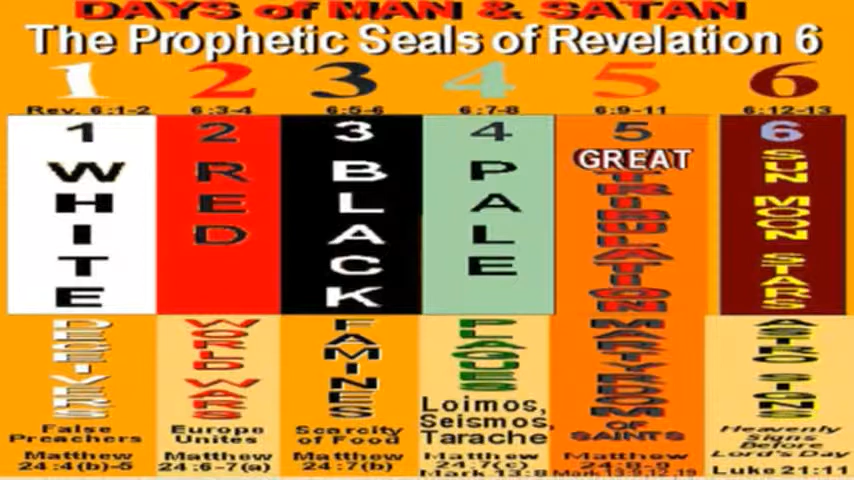 DAYS of MAN & SATAN
The Prophetic Seals of Revelation 6
1 2 3 4 5 6
Rev. 6:1-2 6:3-4 6:5-6 6:7-8 6:9-11 6:12-13
1
WHITE
DECEIVERS
False
Preachers
Matthew
24:4(b)-5
2
RED
WORLD WARS
Europe
Unites
Matthew
24:6-7(a)
3
BLACK
FAMINES
Scarcity
of Food
Matthew
24:7(b)
4
PALE
PLAGUES
Loimos,
Seismos,
Tarache
Matthew
24:7(c)
Mark 13:8
5
GREAT
TRIBULATION
MARTYRDOM
OF
SAINTS
Matthew
24:8-9
Mark 13:9,12,19
6
SUN MOON STARS
ASTRO SIGNS
Heavenly
Signs
Before
Lord's Day
Luke 21:11